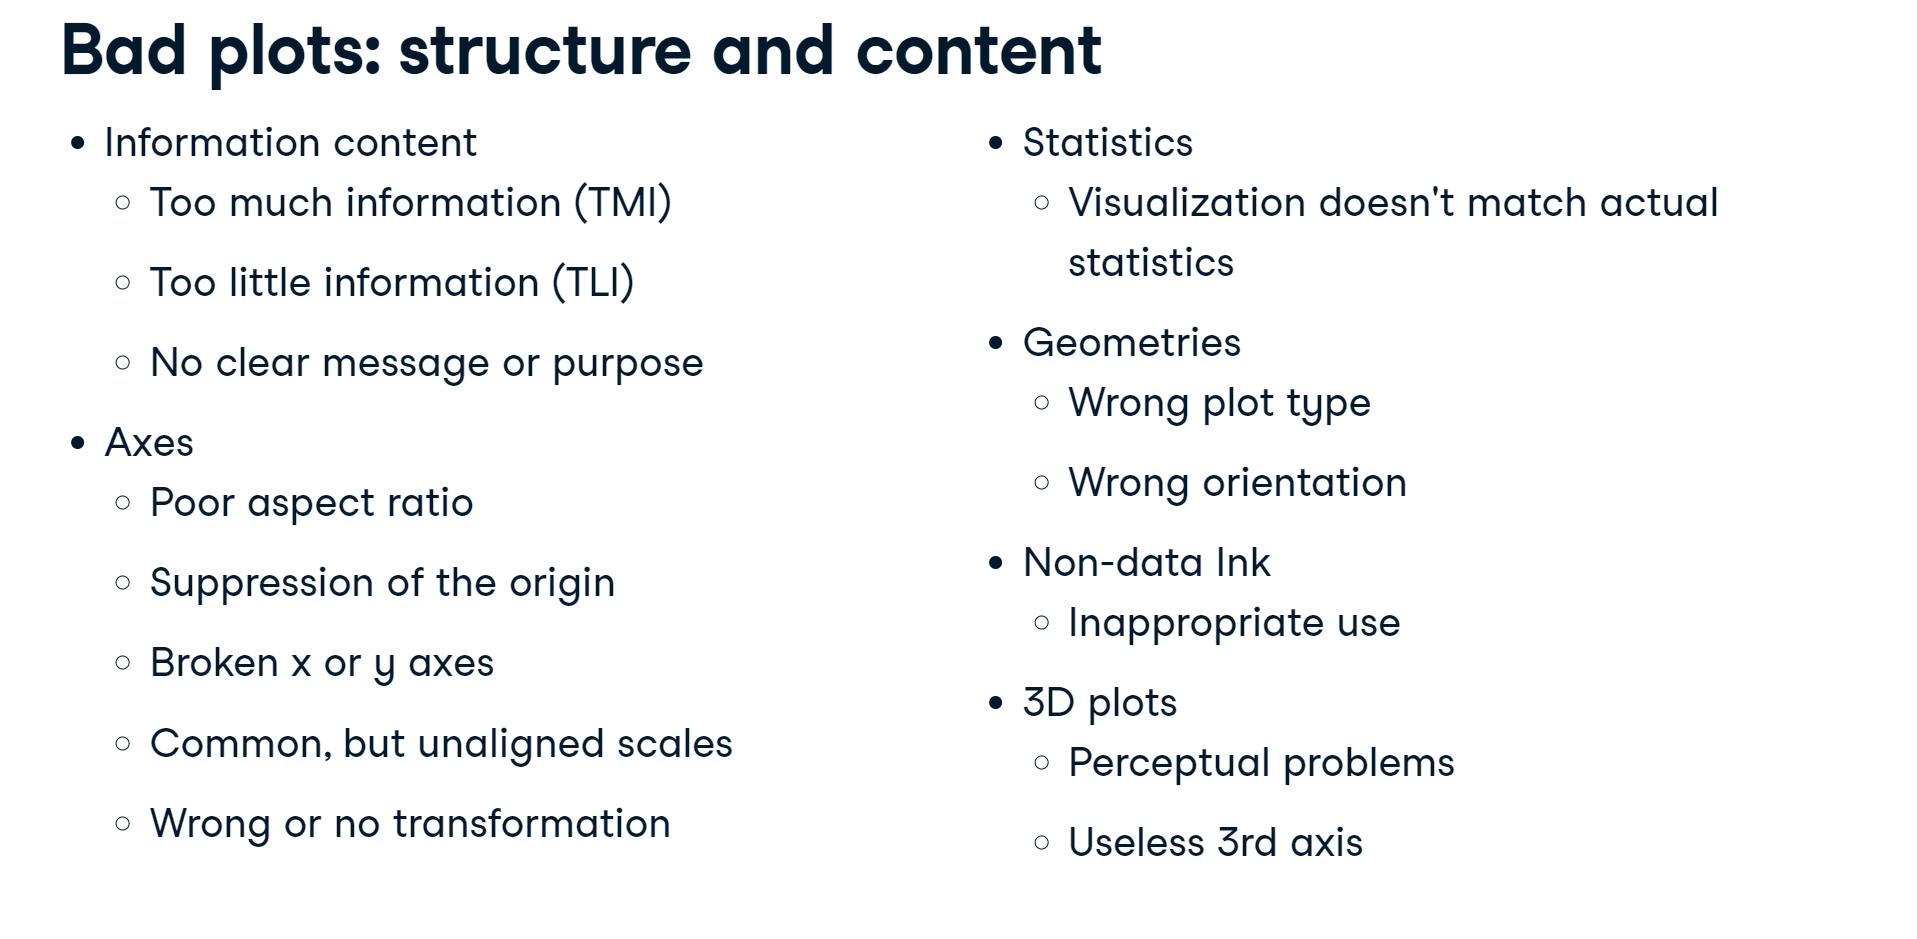 Bad plots: structure and content
Information content
Too much information (TMI)
Too little information (TLI)
No clear message or purpose
Axes
Poor aspect ratio
Suppression of the origin
Broken x or y axes
Common, but unaligned scales
Wrong or no transformation
Statistics
Visualization doesn't match actual
statistics
Geometries
Wrong plot type
Wrong orientation
Non-data Ink
Inappropriate use
3D plots
Perceptual problems
Useless 3rd axis